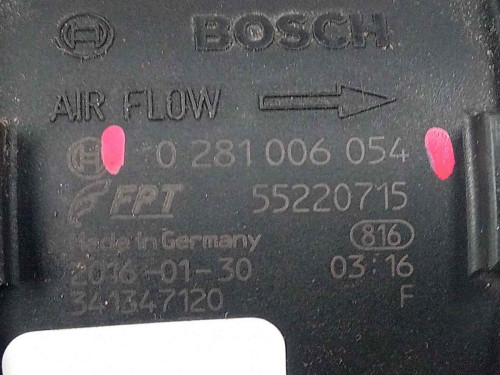 BOSCH
AIR FLOW
0 281 006 054
FPT 55220715
Made in Germany 816
2016-01-30 03:16
341347120 F